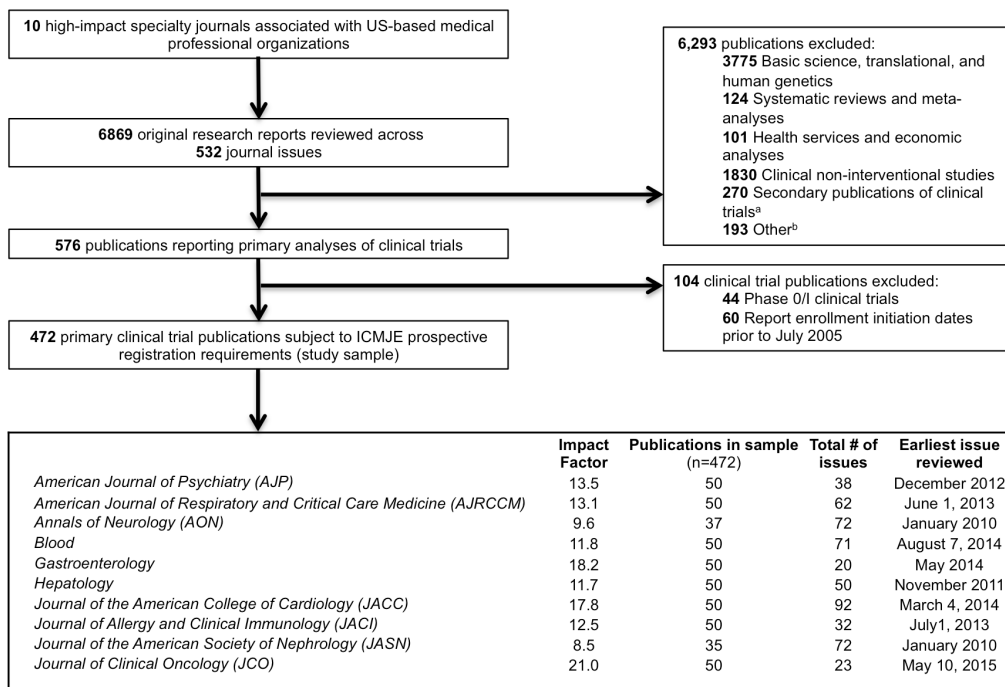 10 high-impact specialty journals associated with US-based medical
professional organizations
6,293 publications excluded:
3775 Basic science, translational, and
human genetics
124 Systematic reviews and meta-
analyses
101 Health services and economic
analyses
1830 Clinical non-interventional studies
270 Secondary publications of clinical
trialsᵃ
193 Otherᵇ
6869 original research reports reviewed across
532 journal issues
576 publications reporting primary analyses of clinical trials
104 clinical trial publications excluded:
44 Phase 0/I clinical trials
60 Report enrollment initiation dates
prior to July 2005
472 primary clinical trial publications subject to ICMJE prospective
registration requirements (study sample)
Impact Publications in sample Total # of Earliest issue
Factor (n=472) issues reviewed
American Journal of Psychiatry (AJP) 13.5 50 38 December 2012
American Journal of Respiratory and Critical Care Medicine (AJRCCM) 13.1 50 62 June 1, 2013
Annals of Neurology (AON) 9.6 37 72 January 2010
Blood 11.8 50 71 August 7, 2014
Gastroenterology 18.2 50 20 May 2014
Hepatology 11.7 50 50 November 2011
Journal of the American College of Cardiology (JACC) 17.8 50 92 March 4, 2014
Journal of Allergy and Clinical Immunology (JACI) 12.5 50 32 July1, 2013
Journal of the American Society of Nephrology (JASN) 8.5 35 72 January 2010
Journal of Clinical Oncology (JCO) 21.0 50 23 May 10, 2015